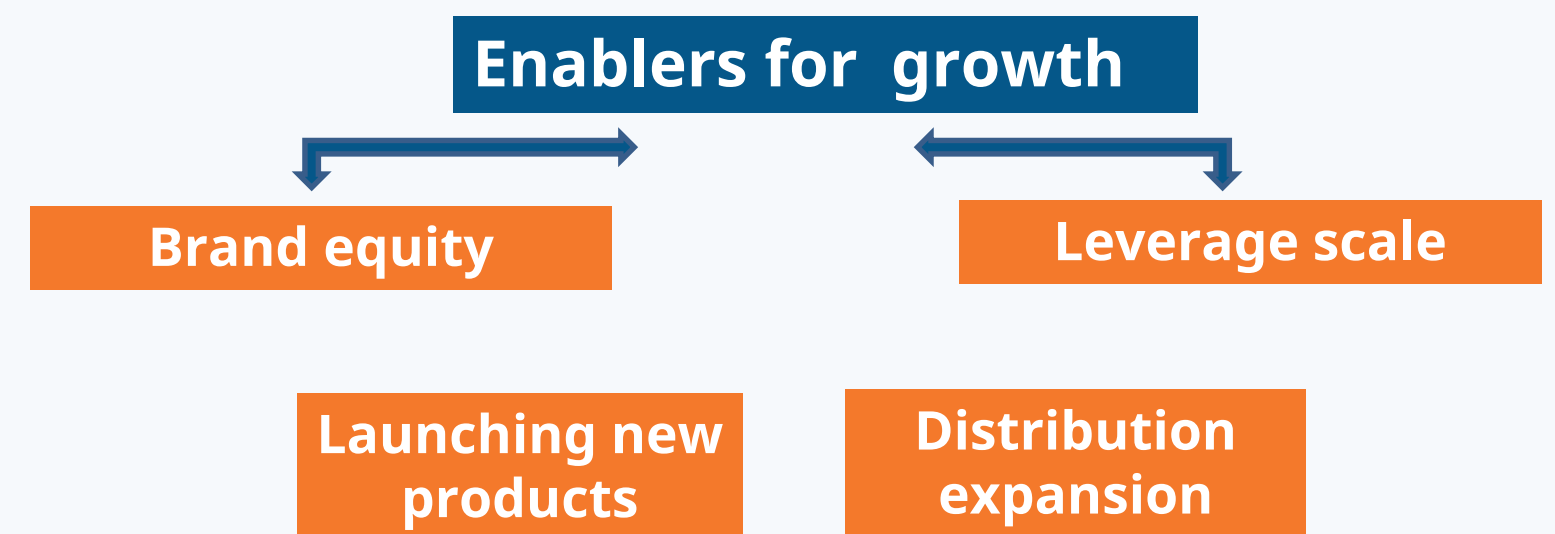 Enablers for  growth
Brand equity
Leverage scale
Launching new
products
Distribution
expansion